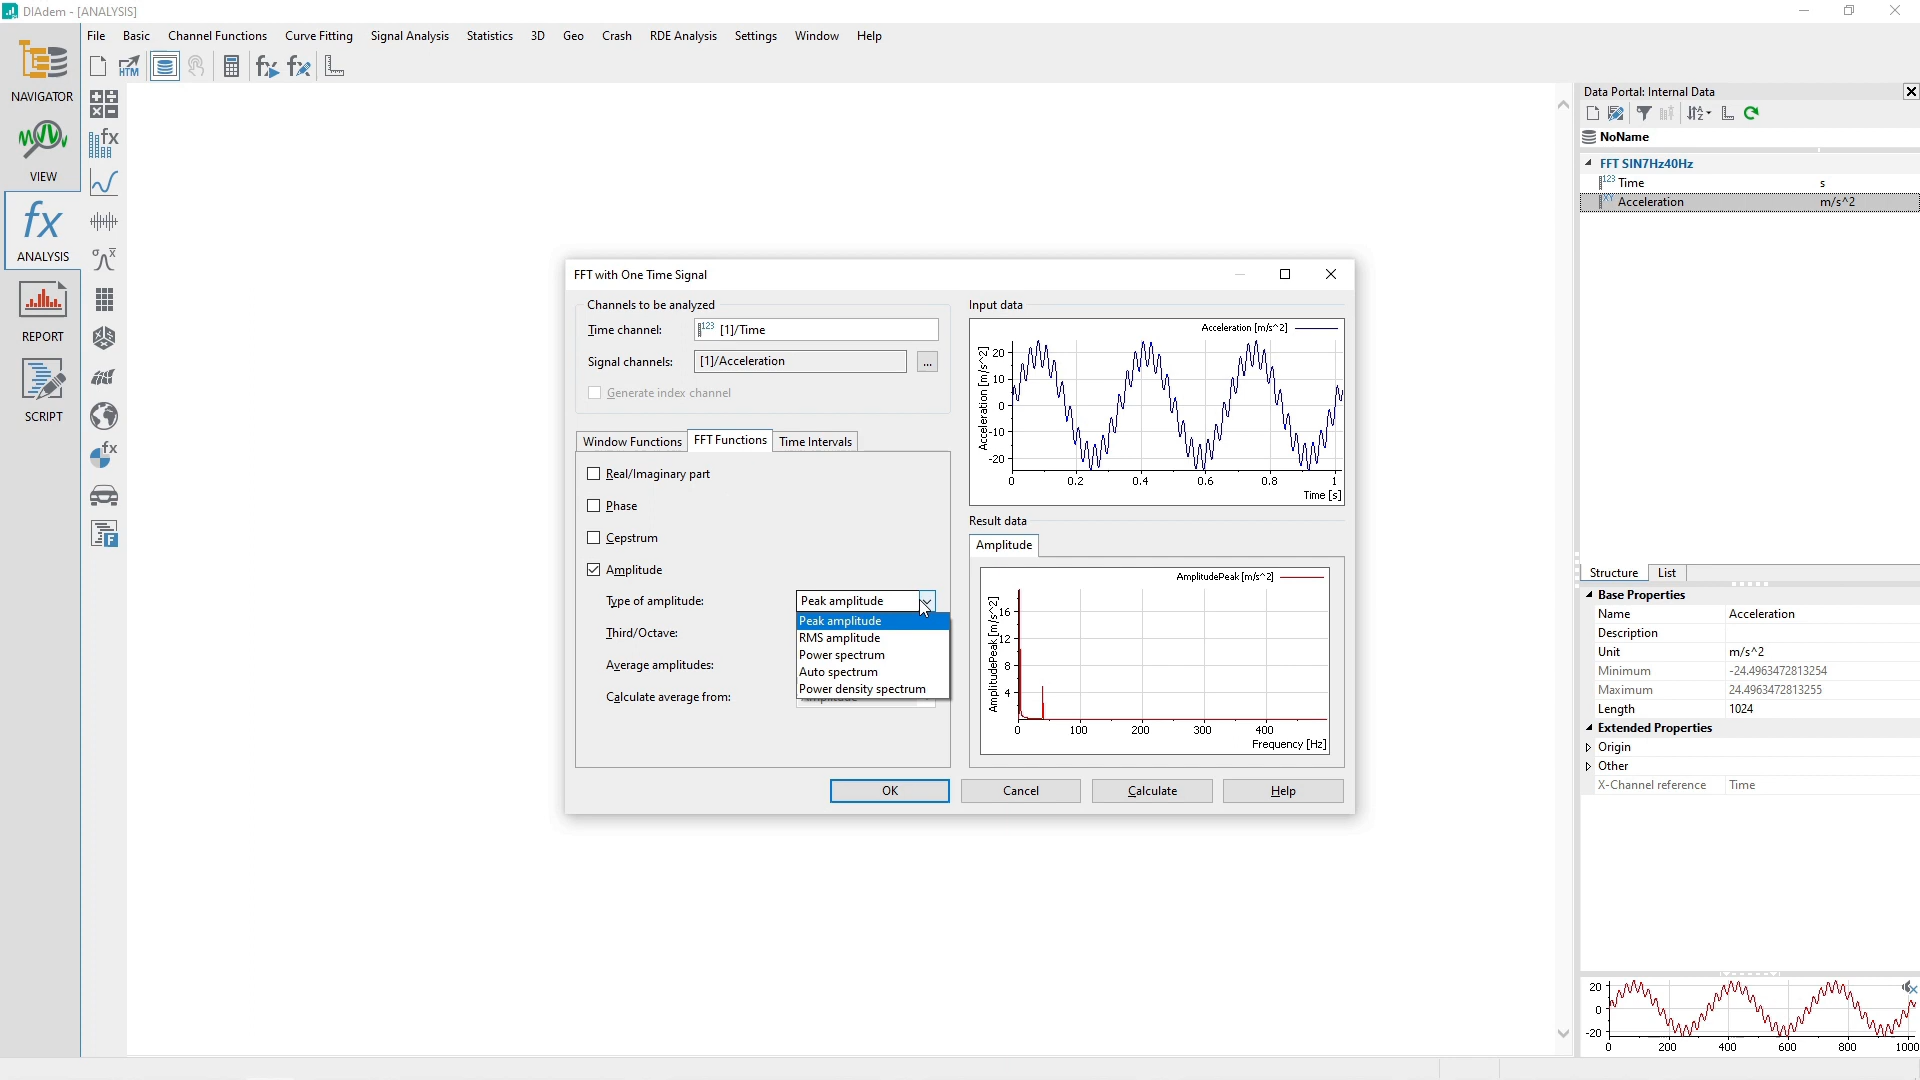 DIAdem - [ANALYSIS]
File Basic Channel Functions Curve Fitting Signal Analysis Statistics 3D Geo Crash RDE Analysis Settings Window Help
HTM
NAVIGATOR
VIEW
fx
ANALYSIS
REPORT
SCRIPT
FFT with One Time Signal
Channels to be analyzed
Time channel: [1]/Time
Signal channels: [1]/Acceleration ...
Generate index channel
Window Functions FFT Functions Time Intervals
Real/Imaginary part
Phase
Cepstrum
Amplitude
Type of amplitude: Peak amplitude
Peak amplitude
RMS amplitude
Power spectrum
Auto spectrum
Power density spectrum
Third/Octave:
Average amplitudes:
Calculate average from:
Input data
Acceleration [m/s^2]
Acceleration [m/s^2]
20
10
0
-10
-20
0 0.2 0.4 0.6 0.8 1
Time [s]
Result data
Amplitude
AmplitudePeak [m/s^2]
AmplitudePeak [m/s^2]
16
12
8
4
0 100 200 300 400
Frequency [Hz]
OK Cancel Calculate Help
Data Portal: Internal Data
NoName
FFT SIN7Hz40Hz
123 Time s
XY Acceleration m/s^2
Structure List
Base Properties
Name Acceleration
Description
Unit m/s^2
Minimum -24.4963472813254
Maximum 24.4963472813255
Length 1024
Extended Properties
Origin
Other
X-Channel reference Time
20
0
-20
0 200 400 600 800 1000